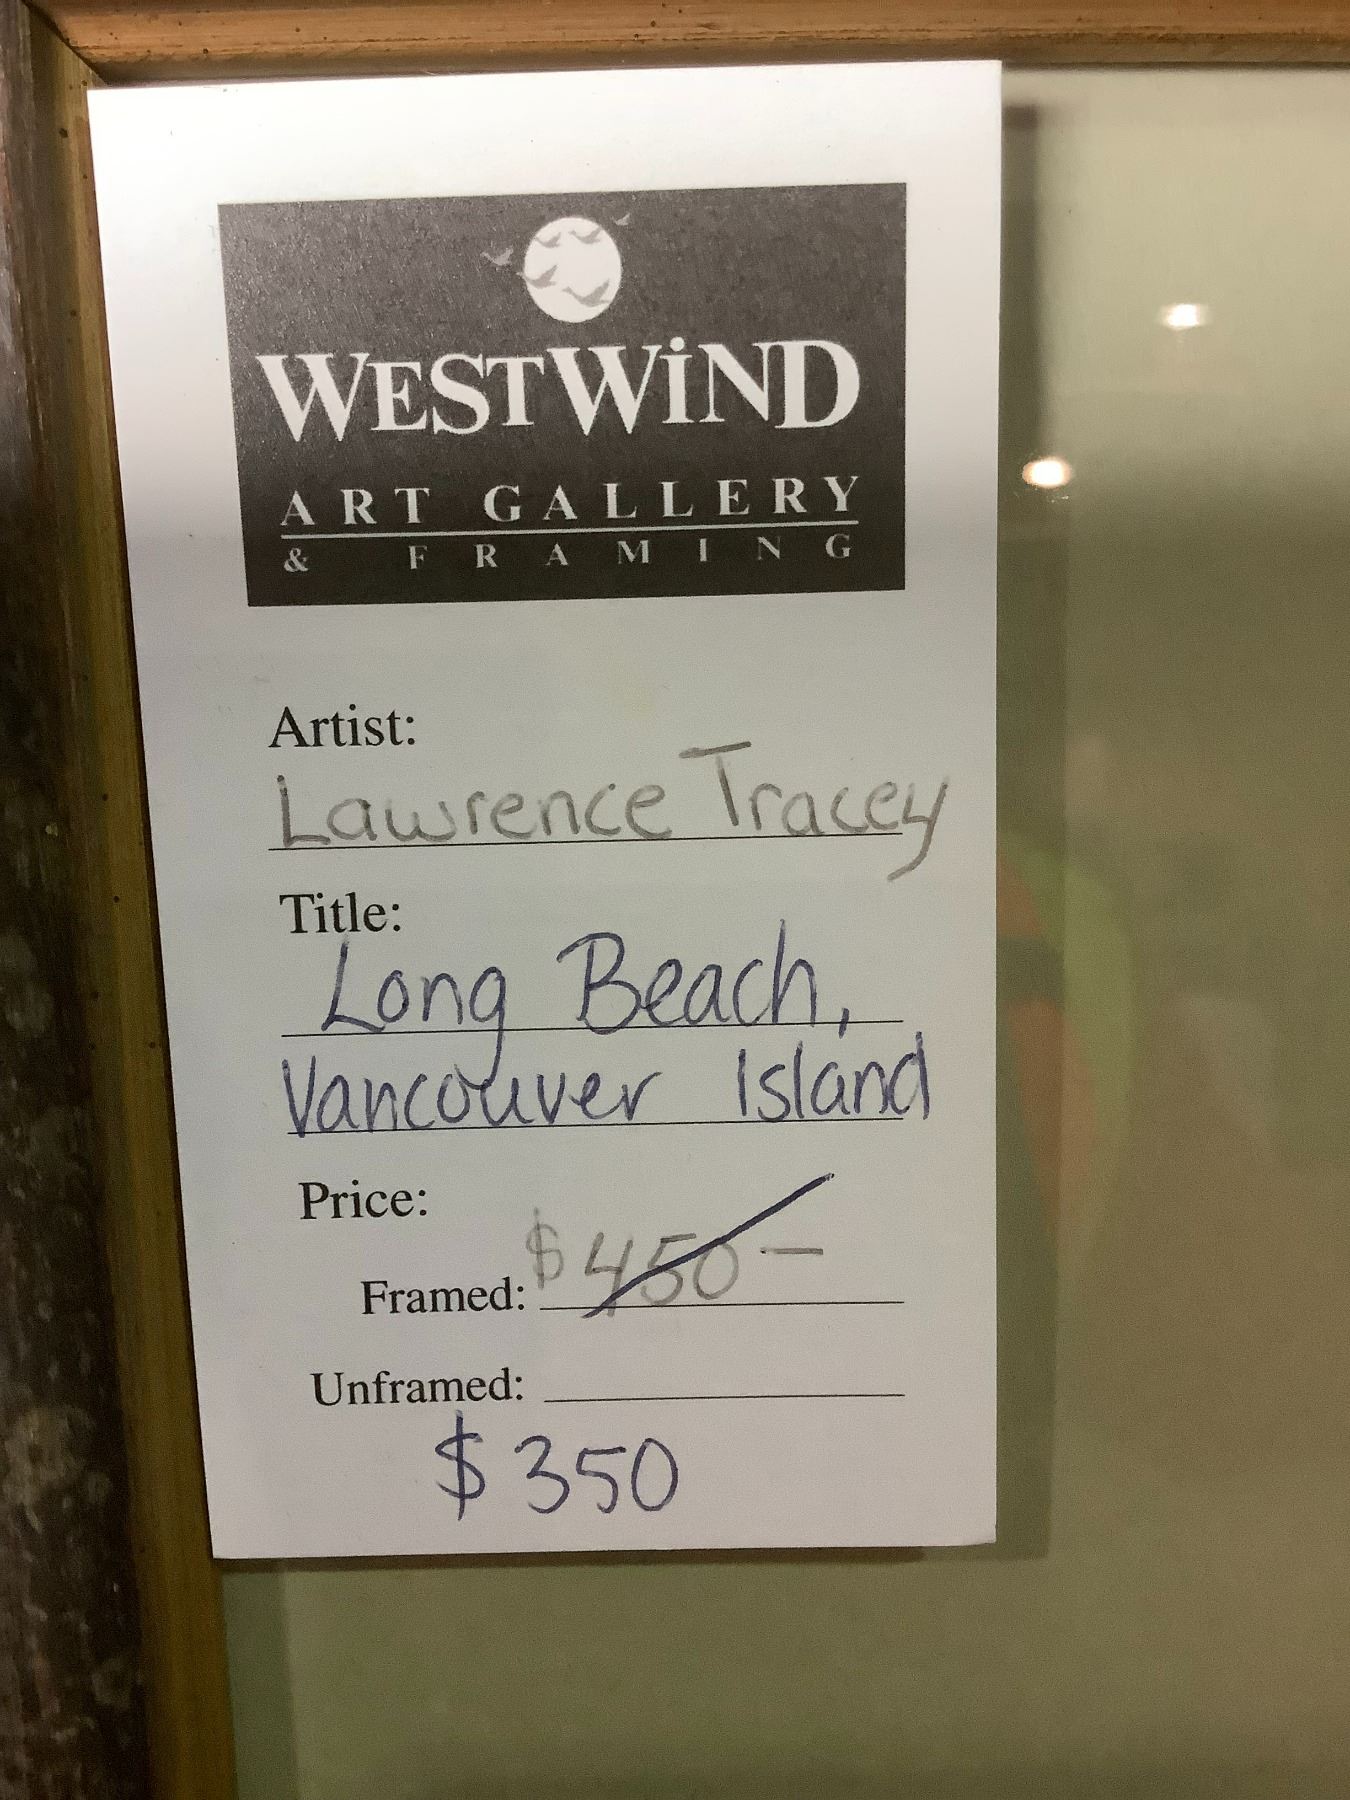 WESTWiND
ART GALLERY
& FRAMING
Artist:
Lawrence Tracey
Title:
Long Beach,
Vancouver Island
Price:
Framed: $450-
Unframed:
$350